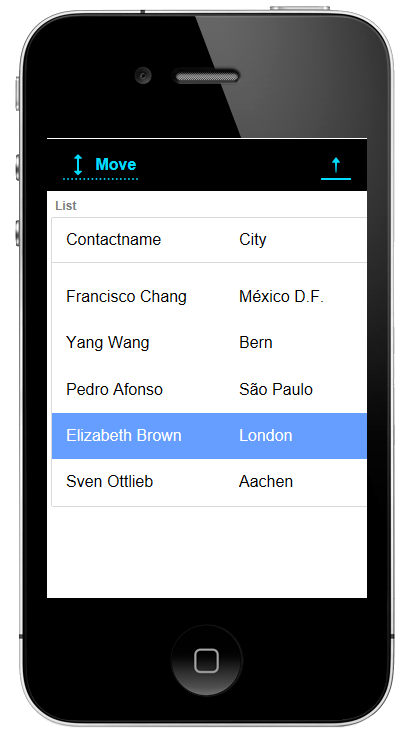 Move
List
Contactname City
Francisco Chang México D.F.
Yang Wang Bern
Pedro Afonso São Paulo
Elizabeth Brown London
Sven Ottlieb Aachen